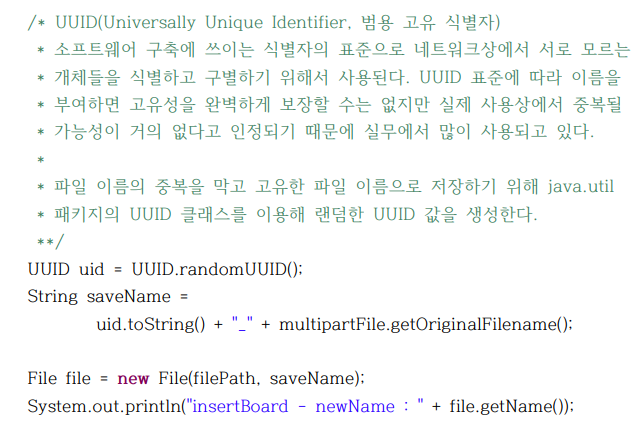 /* UUID(Universally Unique Identifier, 범용 고유 식별자)
* 소프트웨어 구축에 쓰이는 식별자의 표준으로 네트워크상에서 서로 모르는
* 개체들을 식별하고 구별하기 위해서 사용된다. UUID 표준에 따라 이름을
* 부여하면 고유성을 완벽하게 보장할 수는 없지만 실제 사용상에서 중복될
* 가능성이 거의 없다고 인정되기 때문에 실무에서 많이 사용되고 있다.
*
* 파일 이름의 중복을 막고 고유한 파일 이름으로 저장하기 위해 java.util
* 패키지의 UUID 클래스를 이용해 랜덤한 UUID 값을 생성한다.
**/
UUID uid = UUID.randomUUID();
String saveName =
uid.toString() + "_" + multipartFile.getOriginalFilename();
File file = new File(filePath, saveName);
System.out.println("insertBoard - newName : " + file.getName());